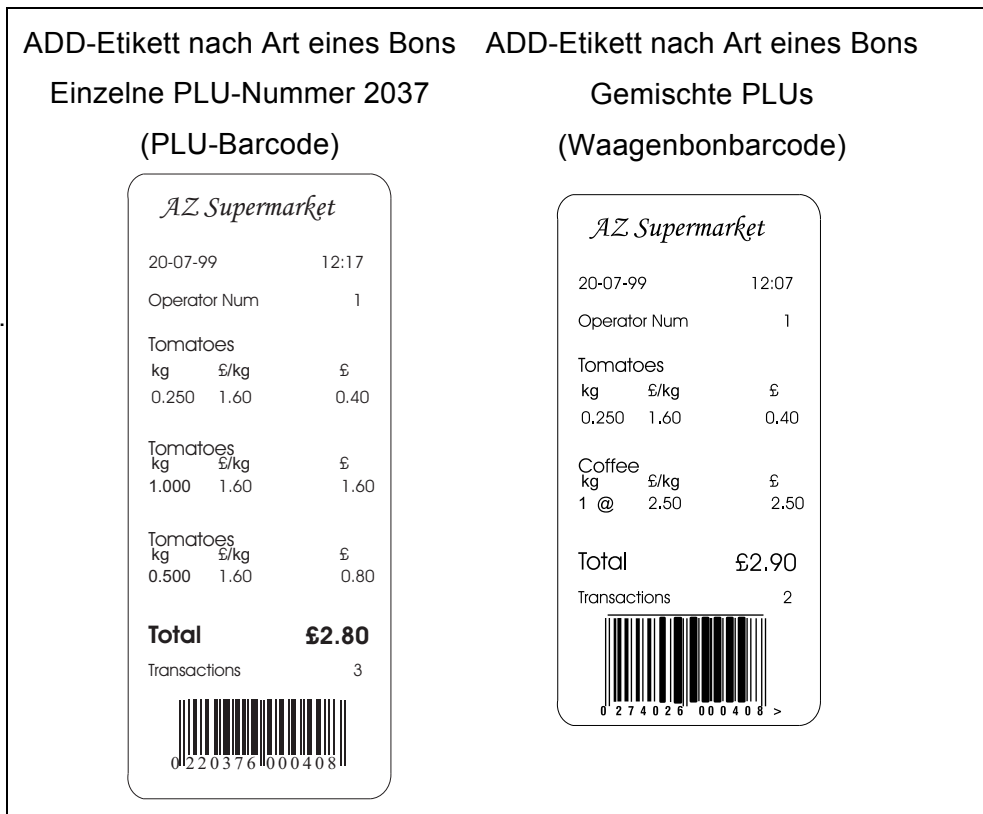 ADD-Etikett nach Art eines Bons
Einzelne PLU-Nummer 2037
(PLU-Barcode)
AZ Supermarket
20-07-99 12:17
Operator Num 1
Tomatoes
kg £/kg £
0.250 1.60 0.40
Tomatoes
kg £/kg £
1.000 1.60 1.60
Tomatoes
kg £/kg £
0.500 1.60 0.80
Total £2.80
Transactions 3
0 220376 000408
ADD-Etikett nach Art eines Bons
Gemischte PLUs
(Waagenbonbarcode)
AZ Supermarket
20-07-99 12:07
Operator Num 1
Tomatoes
kg £/kg £
0.250 1.60 0.40
Coffee
kg £/kg £
1 @ 2.50 2.50
Total £2.90
Transactions 2
0 274026 000408 >